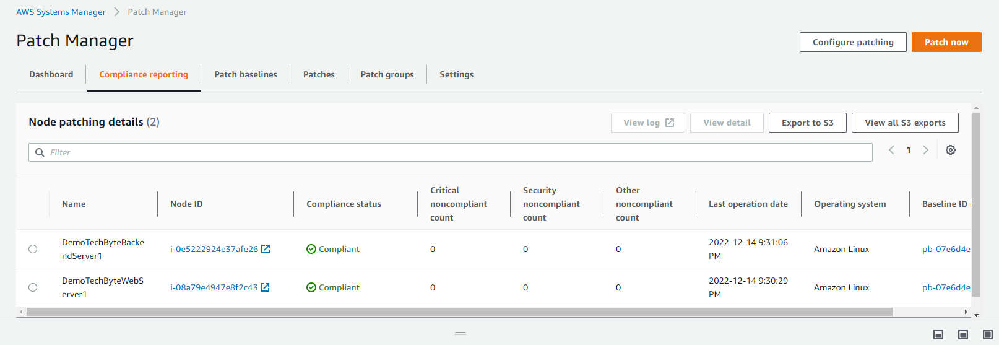 AWS Systems Manager > Patch Manager
Patch Manager
Configure patching
Patch now
Dashboard
Compliance reporting
Patch baselines
Patches
Patch groups
Settings
Node patching details (2)
View log
View detail
Export to S3
View all S3 exports
Filter
1
Name
Node ID
Compliance status
Critical
noncompliant
count
Security
noncompliant
count
Other
noncompliant
count
Last operation date
Operating system
Baseline ID
DemoTechByteBacke
ndServer1
i-0e5222924e37afe26
Compliant
0
0
0
2022-12-14 9:31:06
PM
Amazon Linux
pb-07e6d4e
DemoTechByteWebS
erver1
i-08a79e4947e8f2c43
Compliant
0
0
0
2022-12-14 9:30:29
PM
Amazon Linux
pb-07e6d4e